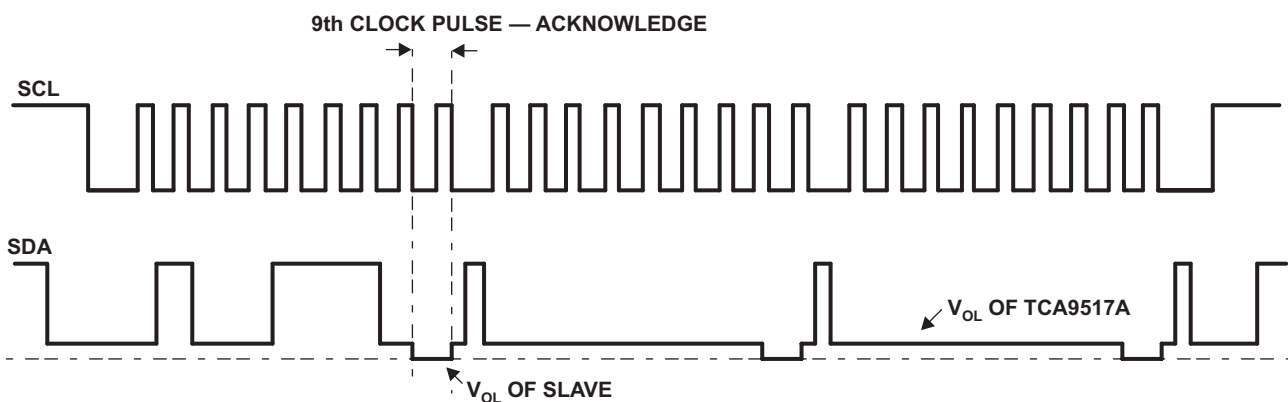 9th CLOCK PULSE — ACKNOWLEDGE
SCL
SDA
VOL OF TCA9517A
VOL OF SLAVE